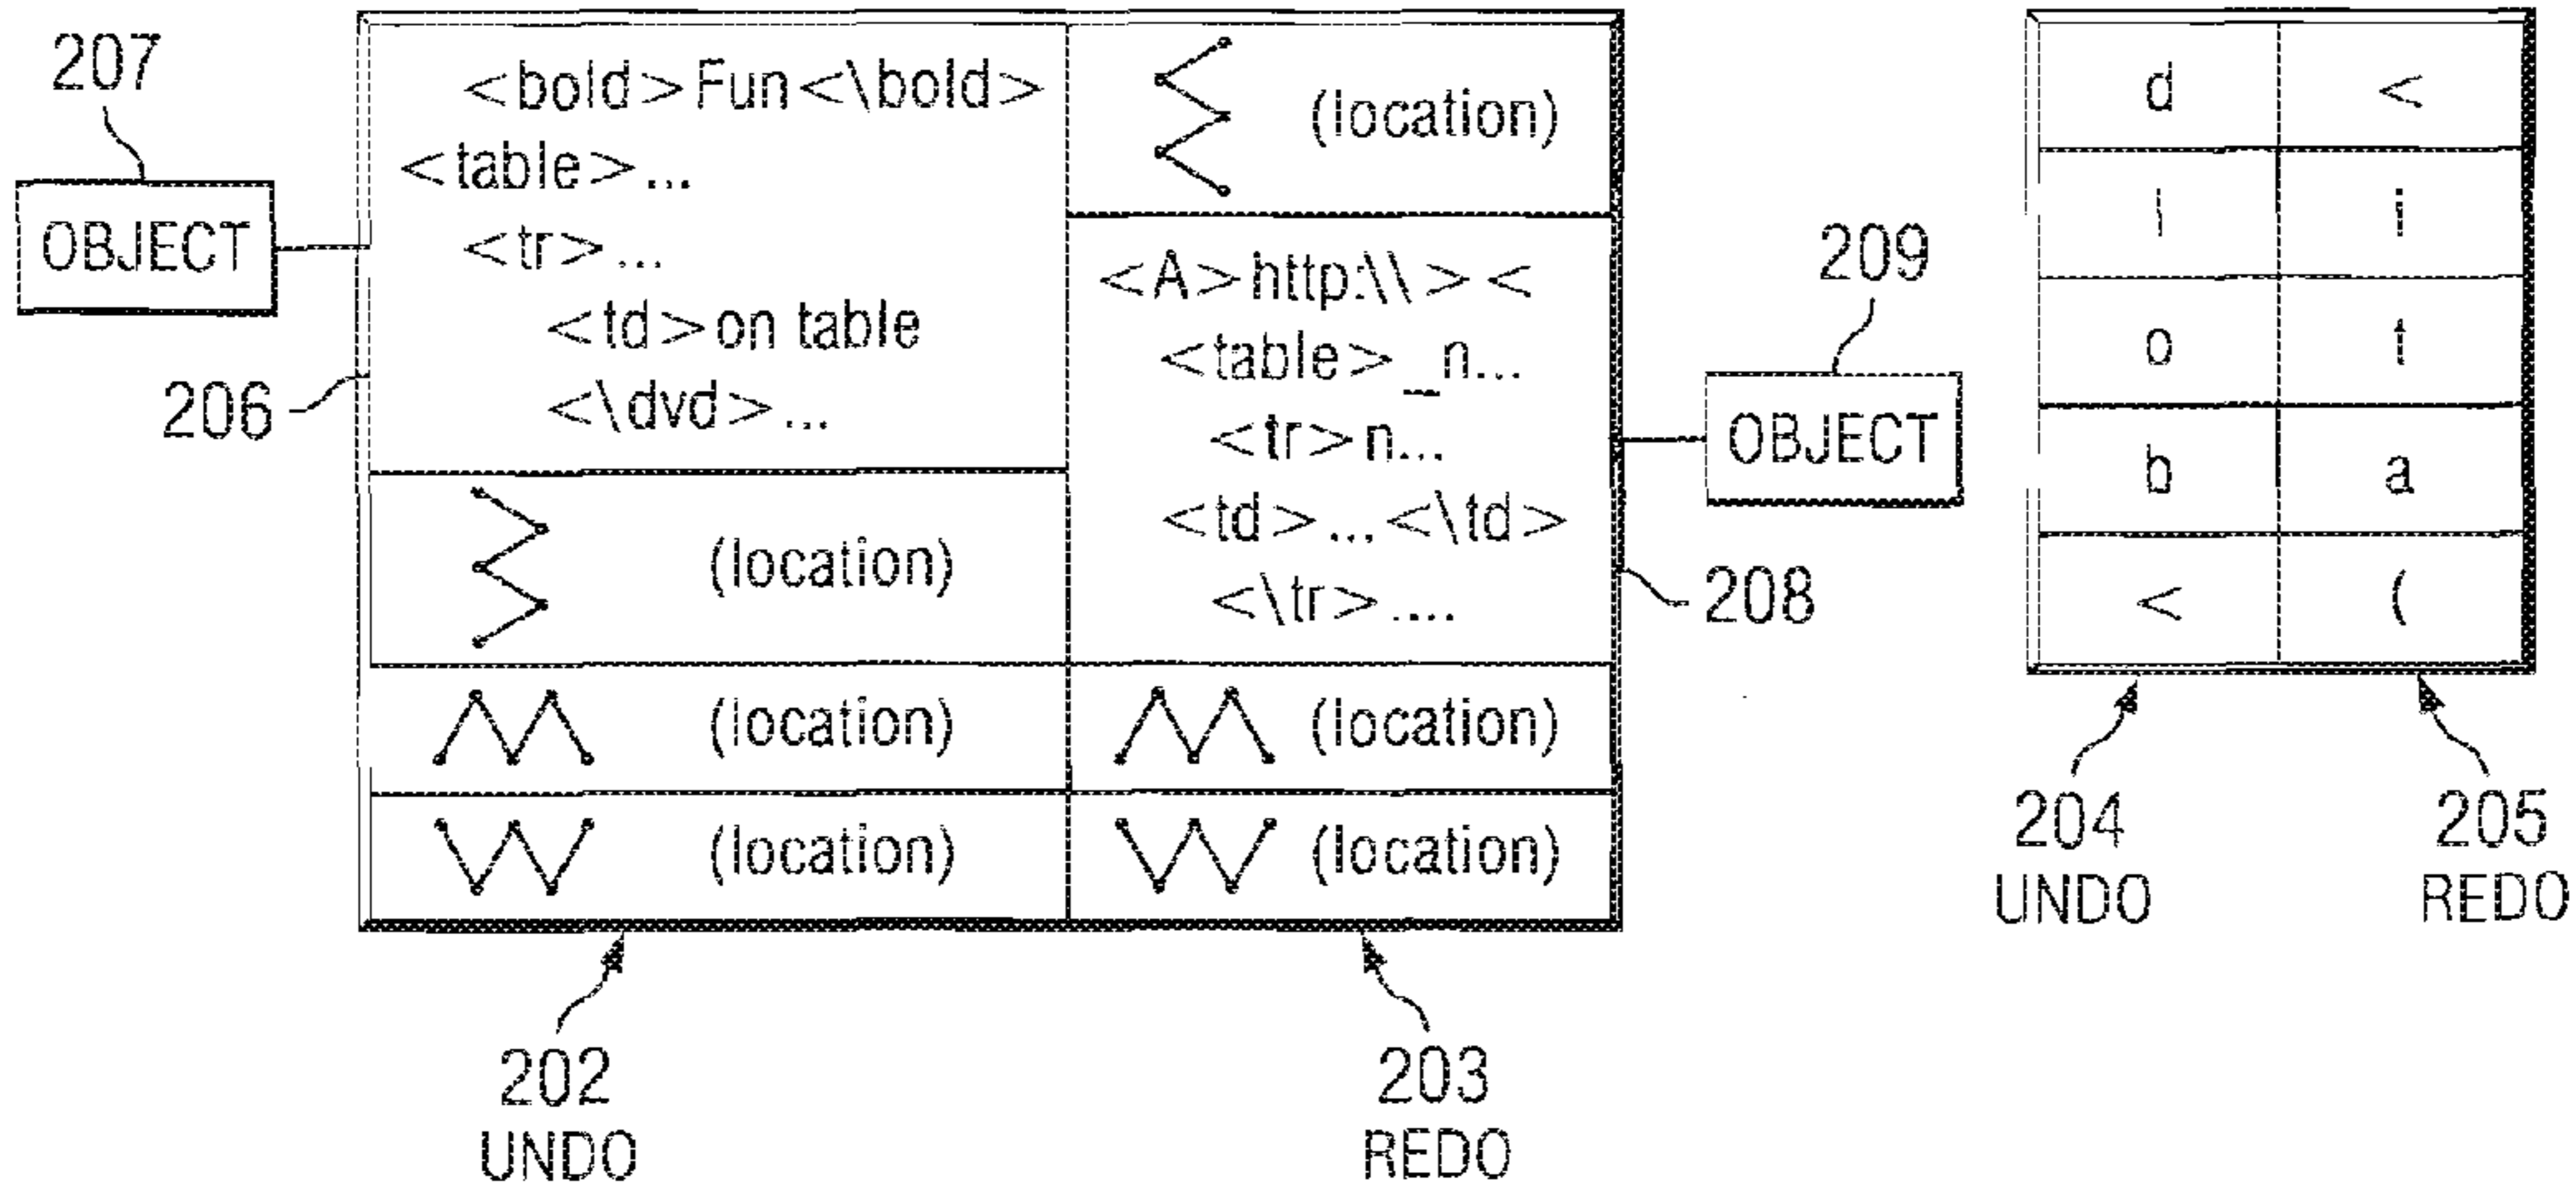 207
OBJECT
206
<bold>Fun<\bold>
<table>...
<tr>...
<td>on table
<\dvd>...
(location)
(location)
(location)
(location)
<A>http:\\><
<table>_n...
<tr>n...
<td>...<\td>
<\tr>....
(location)
(location)
209
OBJECT
208
202
UNDO
203
REDO
d <
l i
o t
b a
< (
204
UNDO
205
REDO